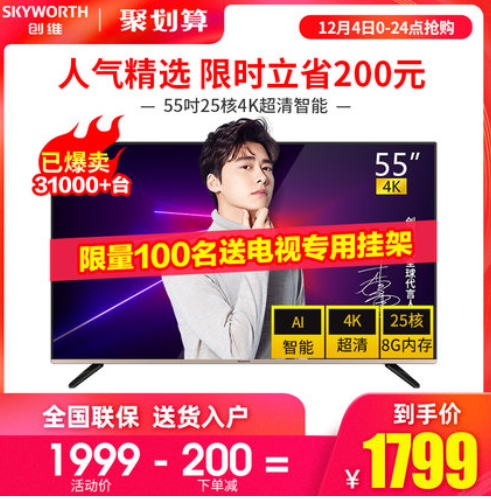 SKYWORTH
创维
聚划算
12月4日0-24点抢购
人气精选 限时立省200元
— 55吋25核4K超清智能 —
已爆卖
31000+台
55”
4K
限量100名送电视专用挂架
球代言人
AI
智能
4K
超清
25核
8G内存
全国联保 送货入户
到手价
1999 - 200 =
活动价 下单减
¥1799